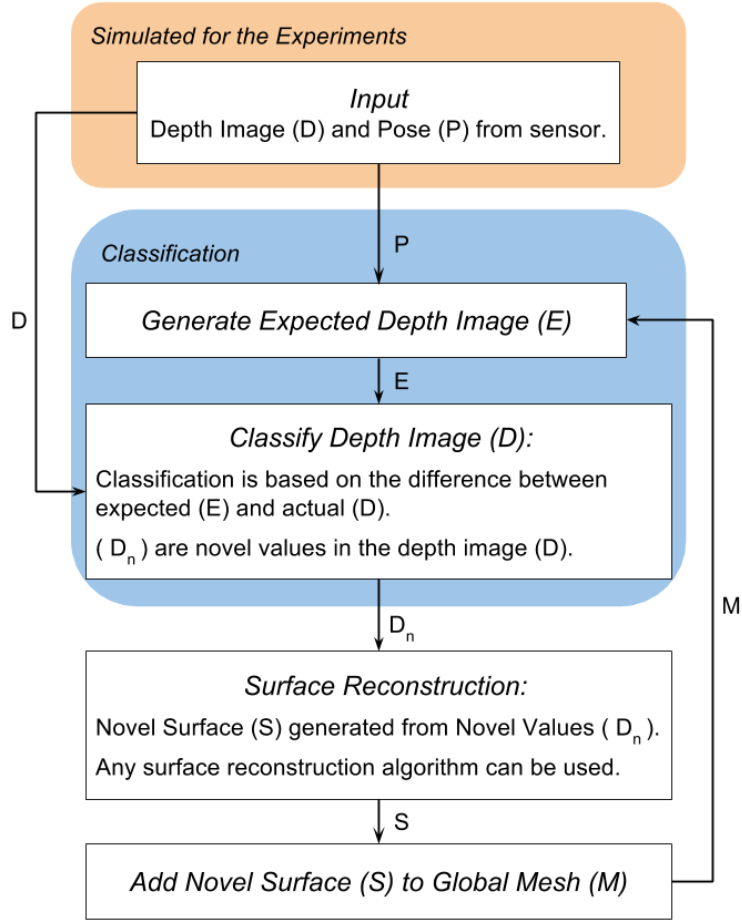 Simulated for the Experiments
Input
Depth Image (D) and Pose (P) from sensor.
P
Classification
D
Generate Expected Depth Image (E)
E
Classify Depth Image (D):
Classification is based on the difference between
expected (E) and actual (D).
( Dn ) are novel values in the depth image (D).
M
Dn
Surface Reconstruction:
Novel Surface (S) generated from Novel Values ( Dn ).
Any surface reconstruction algorithm can be used.
S
Add Novel Surface (S) to Global Mesh (M)